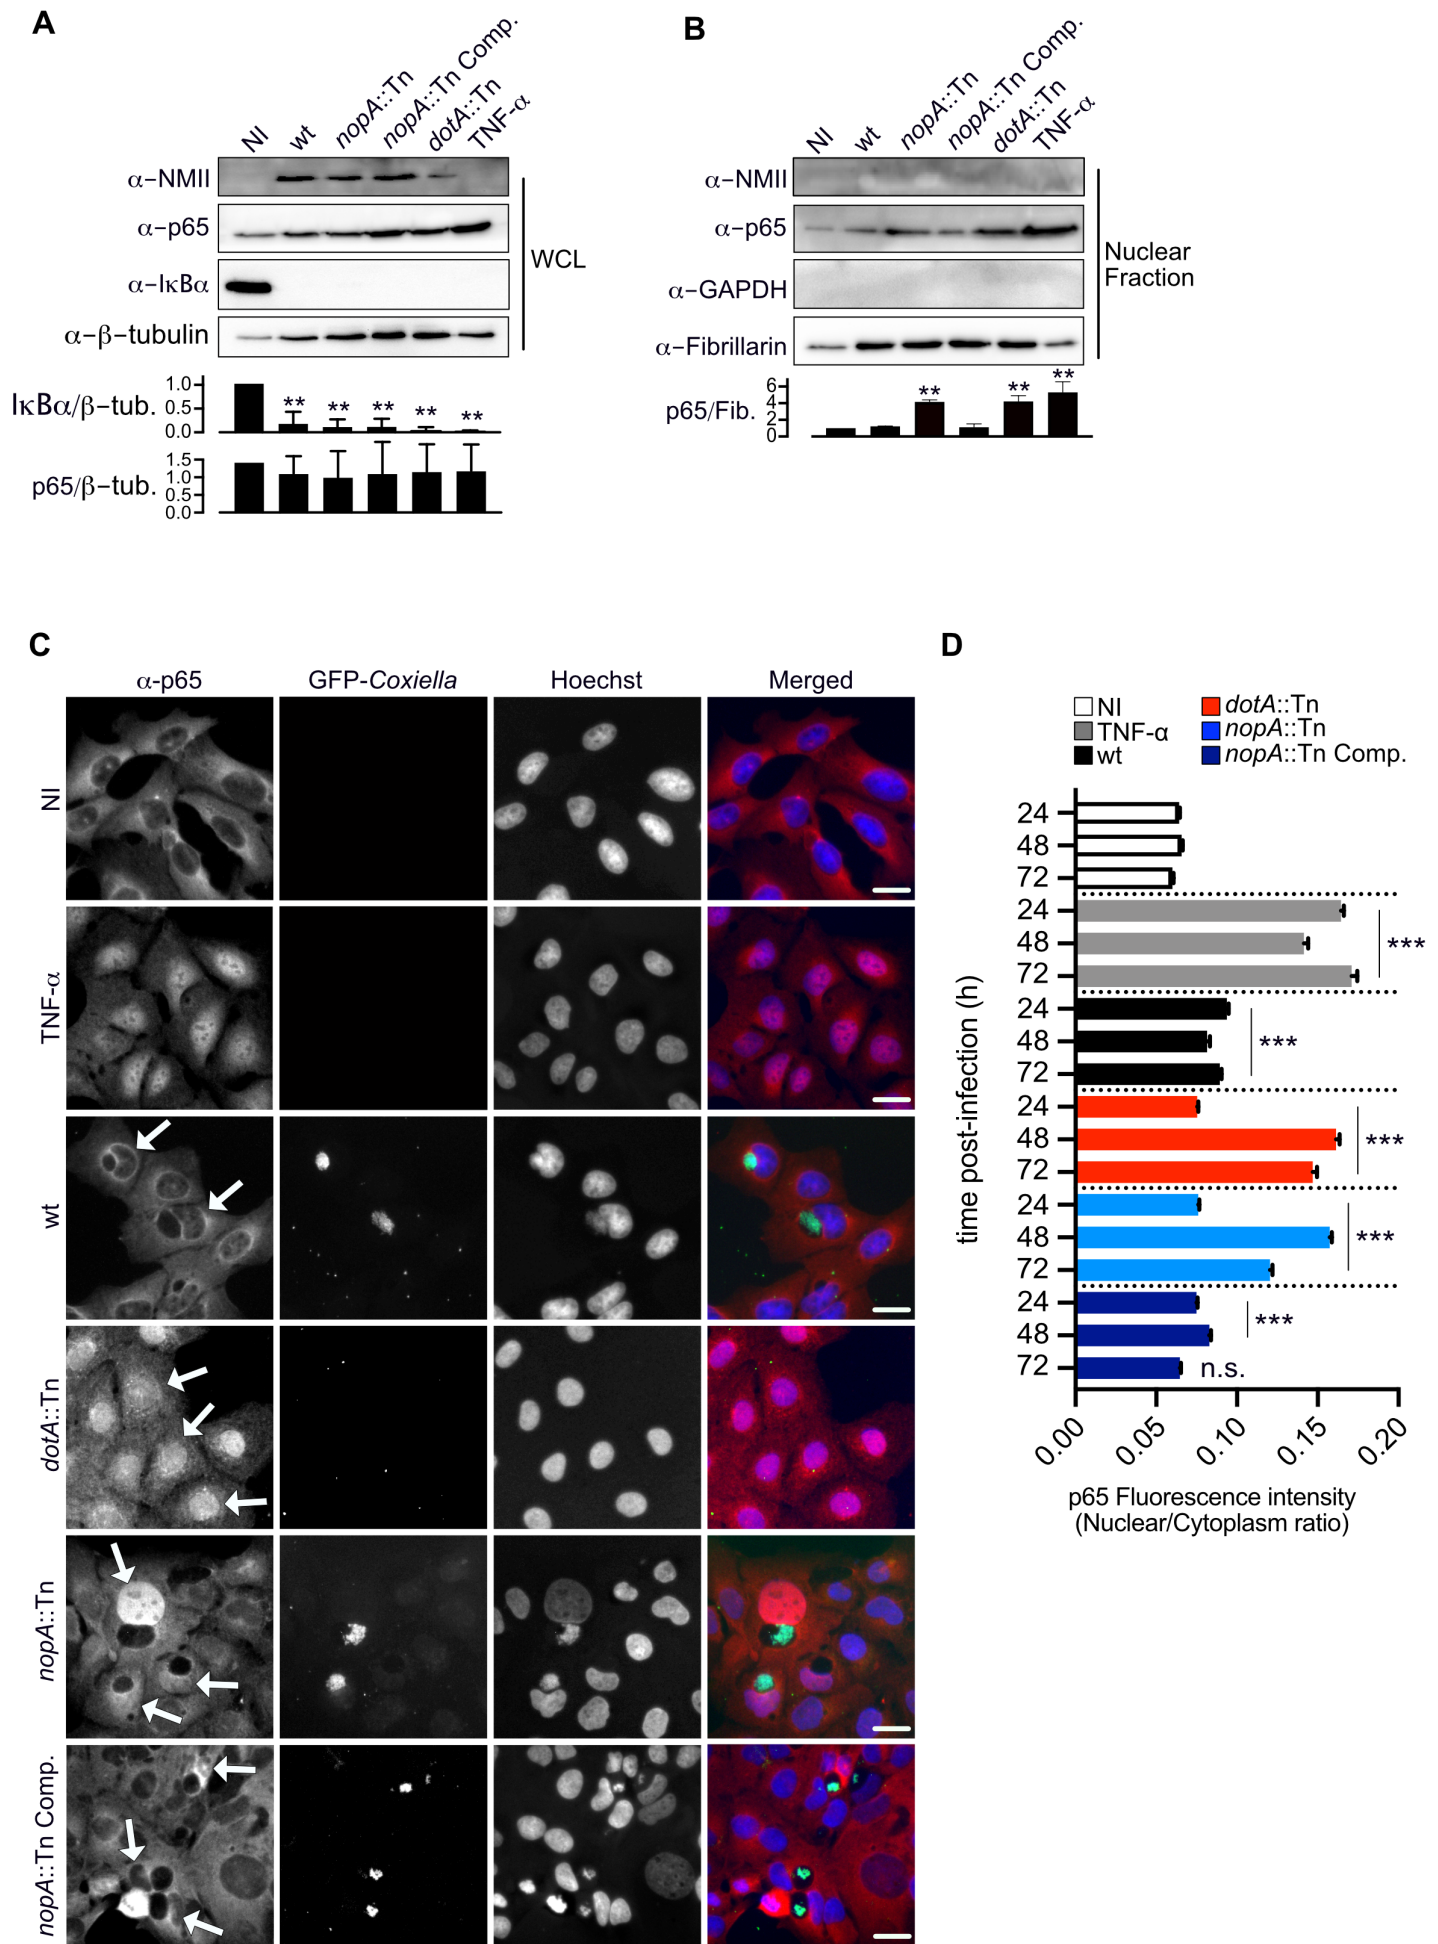 A
NI
wt
nopA::Tn
nopA::Tn Comp.
dotA::Tn
TNF-α
α-NMII
α-p65
α-IκBα
α-β-tubulin
WCL
IκBα/β-tub.
1.0
0.5
0.0
** ** ** ** **
p65/β-tub.
1.5
1.0
0.5
0.0
B
NI
wt
nopA::Tn
nopA::Tn Comp.
dotA::Tn
TNF-α
α-NMII
α-p65
α-GAPDH
α-Fibrillarin
Nuclear
Fraction
p65/Fib.
6
4
2
0
** ** **
C
α-p65 GFP-Coxiella Hoechst Merged
NI
TNF-α
wt
dotA::Tn
nopA::Tn
nopA::Tn Comp.
D
NI
TNF-α
wt
dotA::Tn
nopA::Tn
nopA::Tn Comp.
time post-infection (h)
24
48
72
24
48
72
***
24
48
72
***
24
48
72
***
24
48
72
***
24
48
72
***
n.s.
0.00 0.05 0.10 0.15 0.20
p65 Fluorescence intensity
(Nuclear/Cytoplasm ratio)